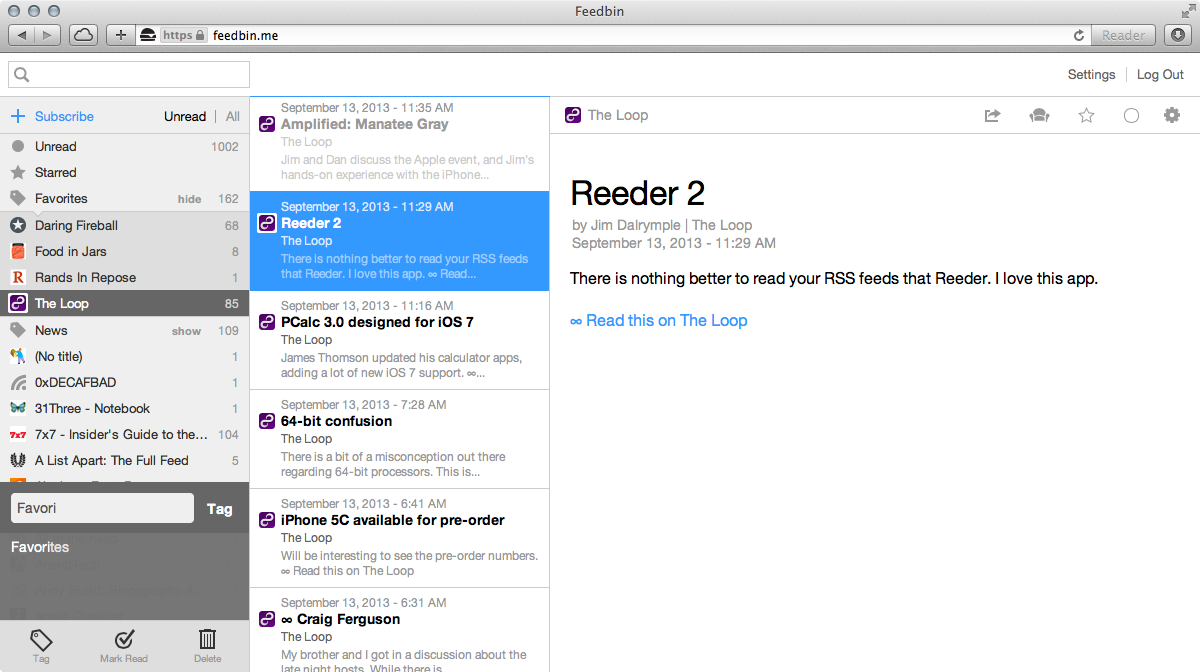 Feedbin
https feedbin.me Reader
Settings Log Out
Subscribe Unread All
Unread 1002
Starred
Favorites hide 162
Daring Fireball 68
Food in Jars 8
R Rands In Repose 1
The Loop 85
News show 109
(No title) 1
0xDECAFBAD 1
31Three - Notebook 1
7x7 7x7 - Insider's Guide to the... 104
A List Apart: The Full Feed 5
Favori Tag
Favorites
Tag Mark Read Delete
September 13, 2013 - 11:35 AM
Amplified: Manatee Gray
The Loop
Jim and Dan discuss the Apple event, and Jim's
hands-on experience with the iPhone...
September 13, 2013 - 11:29 AM
Reeder 2
The Loop
There is nothing better to read your RSS feeds
that Reeder. I love this app. ∞ Read...
September 13, 2013 - 11:16 AM
PCalc 3.0 designed for iOS 7
The Loop
James Thomson updated his calculator apps,
adding a lot of new iOS 7 support. ∞...
September 13, 2013 - 7:28 AM
64-bit confusion
The Loop
There is a bit of a misconception out there
regarding 64-bit processors. This is...
September 13, 2013 - 6:41 AM
iPhone 5C available for pre-order
The Loop
Will be interesting to see the pre-order numbers.
∞ Read this on The Loop
September 13, 2013 - 6:31 AM
∞ Craig Ferguson
The Loop
My brother and I got in a discussion about the
late night hosts. While there is
The Loop
Reeder 2
by Jim Dalrymple | The Loop
September 13, 2013 - 11:29 AM
There is nothing better to read your RSS feeds that Reeder. I love this app.
∞ Read this on The Loop